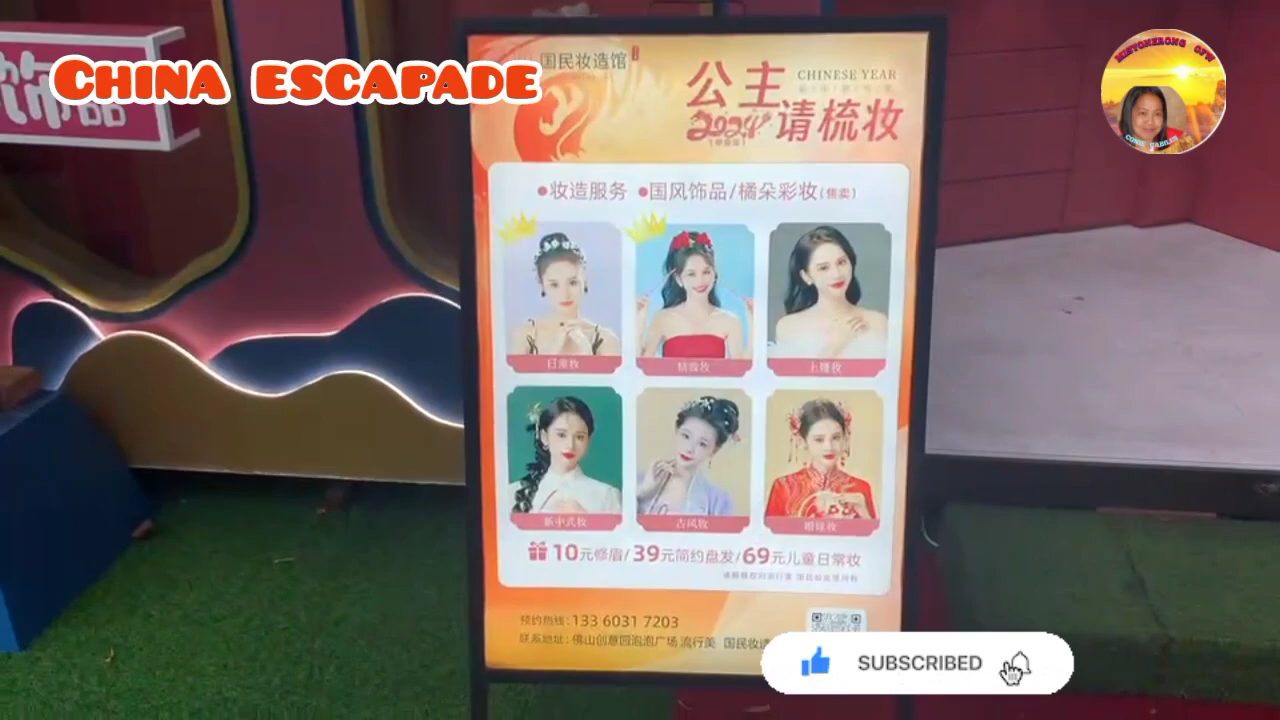 饰品
CHINA ESCAPADE
国民妆造馆
公主
CHINESE YEAR
2024
请梳妆
●妆造服务 ●国风饰品/橘朵彩妆(售卖)
日常妆
精致妆
上镜妆
新中式妆
古风妆
10元修眉/39元简约盘发/69元儿童日常妆
预约热线:133 6031 7203
联系地址:佛山创意园泡泡广场 流行美 国民妆造
SUBSCRIBED